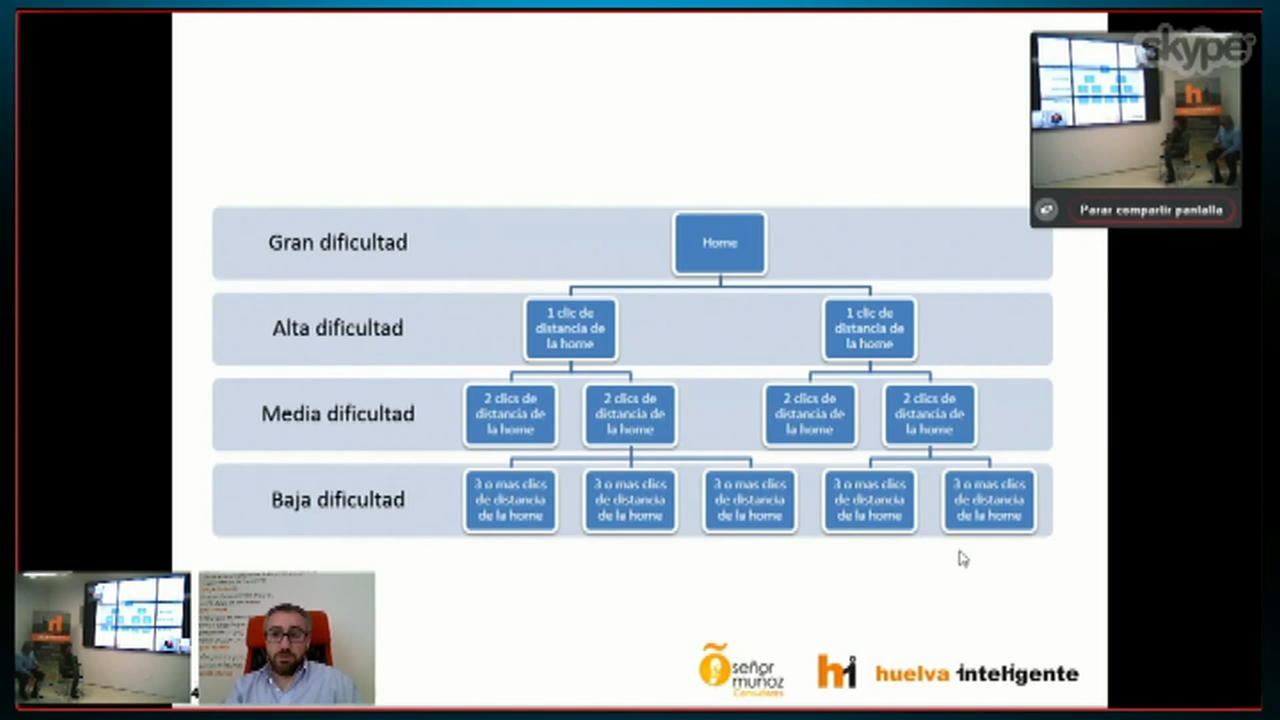 skype
Parar compartir pantalla
Gran dificultad
Home
Alta dificultad
1 clic de
distancia de
la home
1 clic de
distancia de
la home
Media dificultad
2 clics de
distancia de
la home
2 clics de
distancia de
la home
2 clics de
distancia de
la home
2 clics de
distancia de
la home
Baja dificultad
3 o mas clics
de distancia
de la home
3 o mas clics
de distancia
de la home
3 o mas clics
de distancia
de la home
3 o mas clics
de distancia
de la home
3 o mas clics
de distancia
de la home
4
señor
muñoz
Consultores
hi huelva inteligente